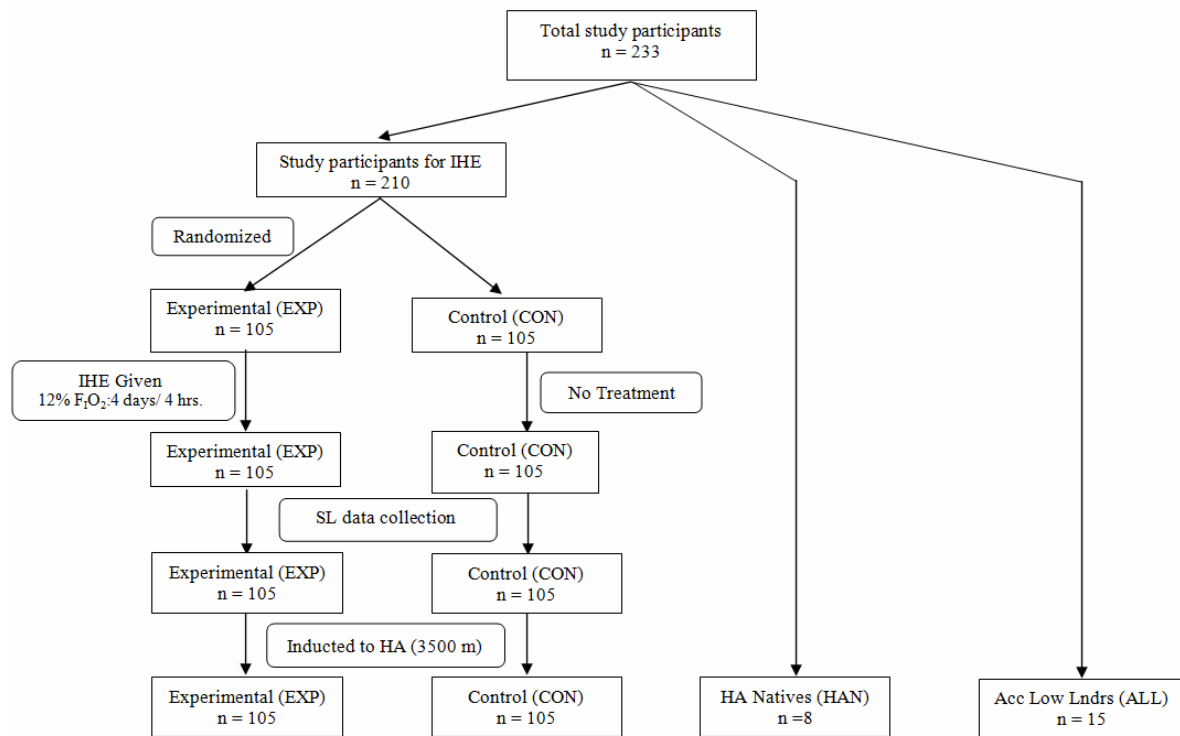 Total study participants
n = 233
Study participants for IHE
n = 210
Randomized
Experimental (EXP)
n = 105
Control (CON)
n = 105
IHE Given
12% FIO2:4 days/ 4 hrs.
No Treatment
Experimental (EXP)
n = 105
Control (CON)
n = 105
SL data collection
Experimental (EXP)
n = 105
Control (CON)
n = 105
Inducted to HA (3500 m)
Experimental (EXP)
n = 105
Control (CON)
n = 105
HA Natives (HAN)
n =8
Acc Low Lndrs (ALL)
n = 15